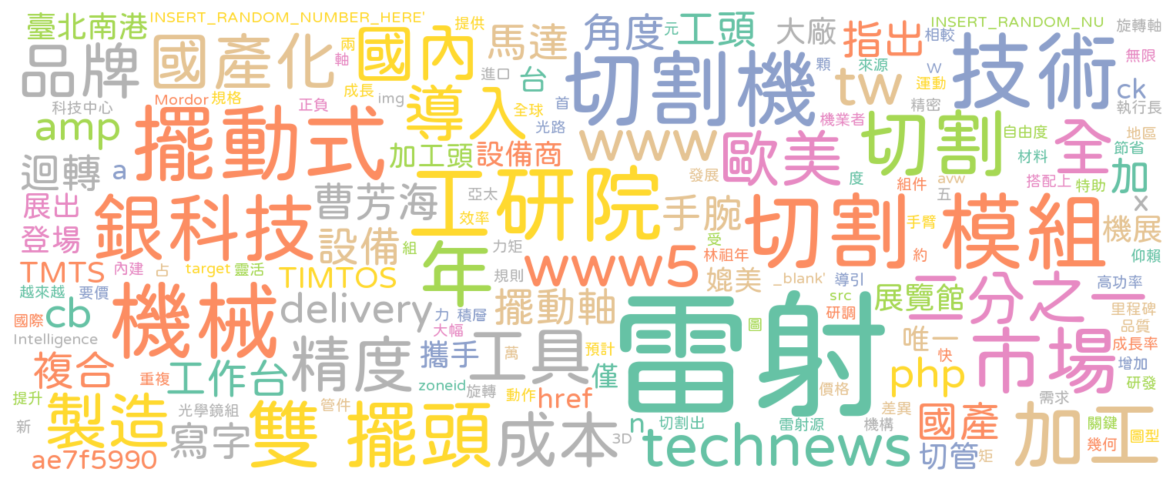 臺北南港 INSERT_RANDOM_NUMBER_HERE' 提供 馬達 角度 元 工頭 大廠 指出 INSERT_RANDOM_NU 旋轉軸
品牌 國產化 兩 國內 相較 技術 無限
軸 進口 台 切割機 顆 來源 W 運動
科技中心 Mordor 規格 正負 成長 img 導入 全球 首 tw 精密 ck 執行長
amp 擺動式 光路 www 機業者 切割 自由度 全 地區
迴轉 a 加工頭 設備商 歐美 材料 節省
發展 度 組件 avw 搭配上 特助 加
展出 銀科技 曹芳海 亞太 工研院 手腕 切割 五 模組 x
登場 設備 效率 手臂 機展
組 年 力矩 受 林祖年 約 仰賴
TMTS 內建 占 target 靈活 TIMTOS 規則 www5 媲美 _blank' 導引 三分之一 高功率
越來越 要價 機械 delivery 力 積層 擺動軸 雷射 src 展覽館 里程碑
cb 國際 大幅 圖 研調 品質
Intelligence 精度 攜手 工具 萬 預計 唯一 市場 成長率
複合 重複 工作台 僅 快 增加
提升 zoneid 旋轉 動作 href 價格 php 需求 研發
製造 光學鏡組 雙 管件 擺頭 成本 n 切割出 雷射源 差異 國產 加工 關鍵
新 寫字 3D technews 機構 切管 矩 幾何 圖型
ae7f5990